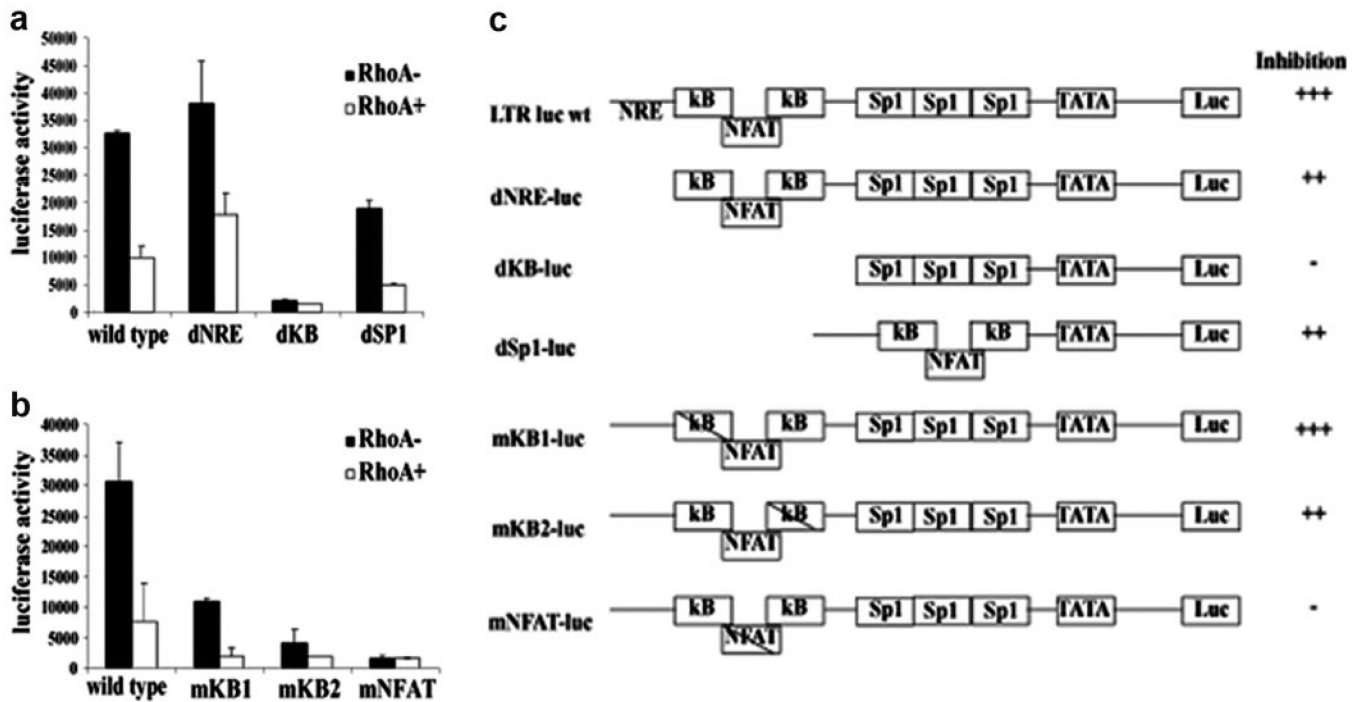 a
luciferase activity
50000
45000
40000
35000
30000
25000
20000
15000
10000
5000
0
RhoA-
RhoA+
wild type dNRE dKB dSP1
b
luciferase activity
40000
35000
30000
25000
20000
15000
10000
5000
0
RhoA-
RhoA+
wild type mKB1 mKB2 mNFAT
c
Inhibition
LTR luc wt NRE kB NFAT kB Sp1 Sp1 Sp1 TATA Luc +++
dNRE-luc kB NFAT kB Sp1 Sp1 Sp1 TATA Luc ++
dKB-luc Sp1 Sp1 Sp1 TATA Luc -
dSp1-luc kB NFAT kB TATA Luc ++
mKB1-luc kB NFAT kB Sp1 Sp1 Sp1 TATA Luc +++
mKB2-luc kB NFAT kB Sp1 Sp1 Sp1 TATA Luc ++
mNFAT-luc kB NFAT kB Sp1 Sp1 Sp1 TATA Luc -